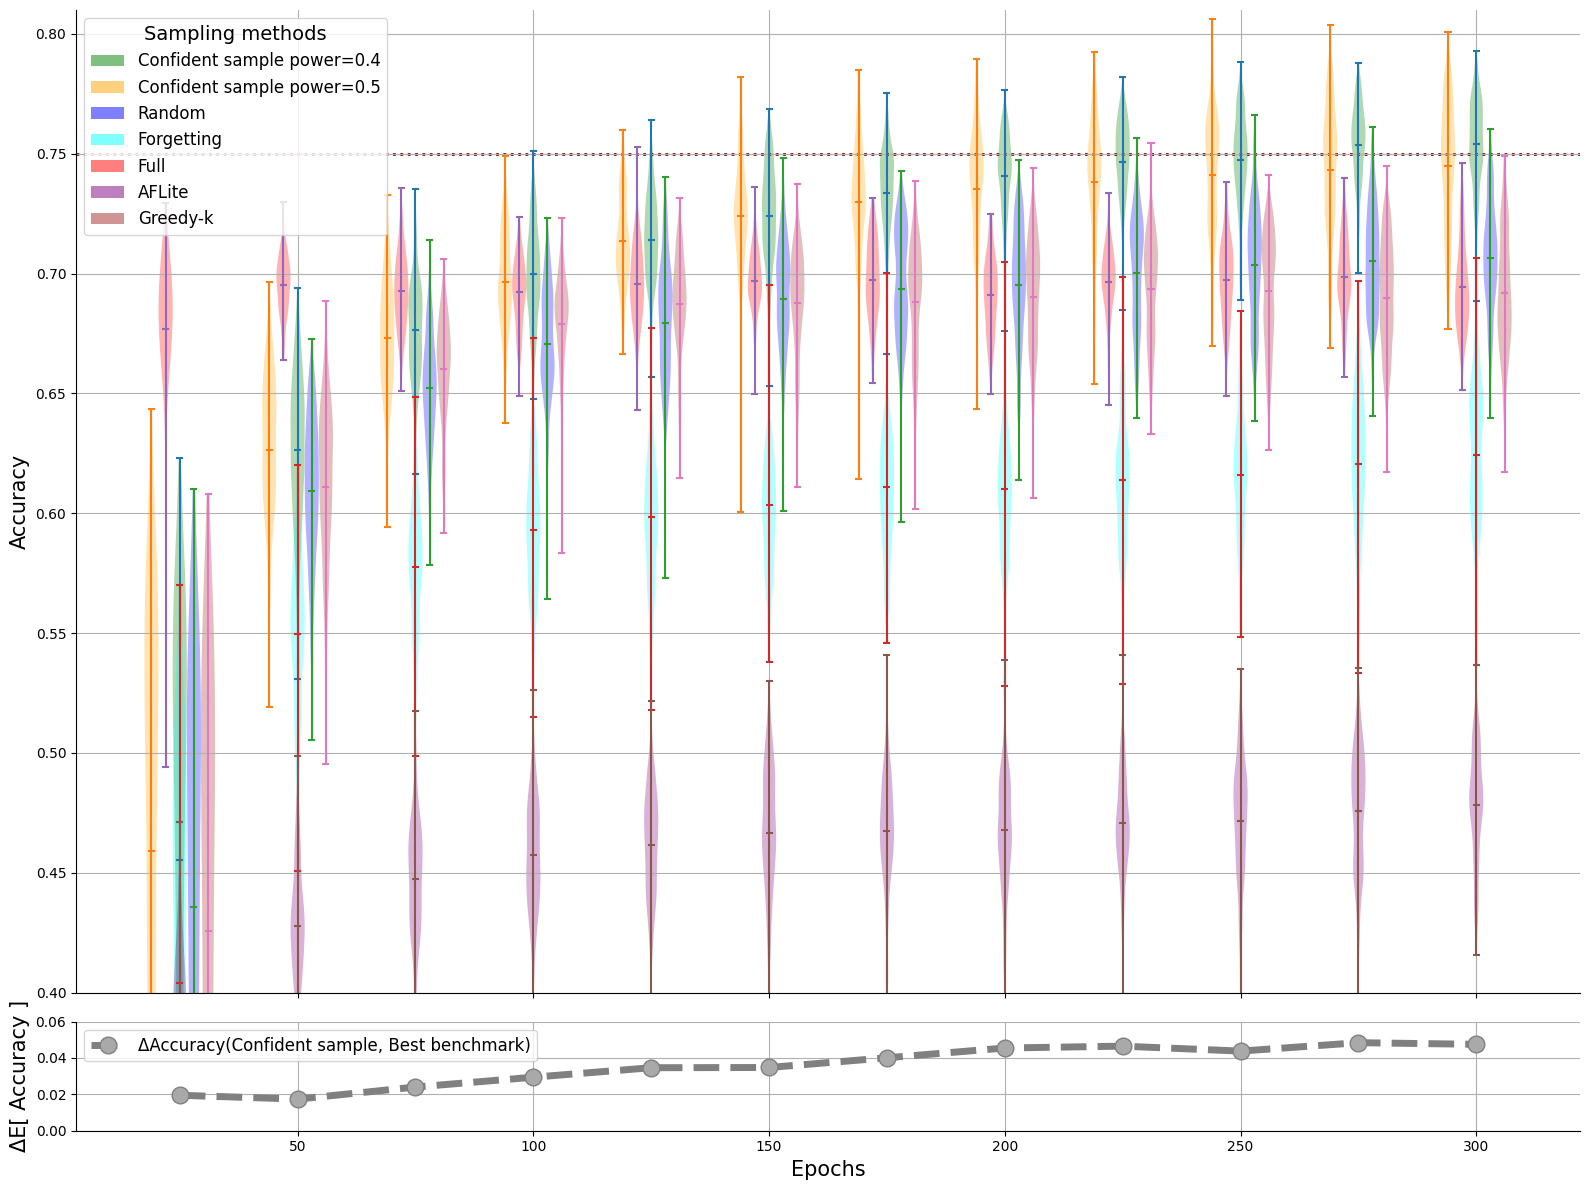 Sampling methods
Confident sample power=0.4
Confident sample power=0.5
Random
Forgetting
Full
AFLite
Greedy-k
Accuracy
0.80
0.75
0.70
0.65
0.60
0.55
0.50
0.45
0.40
ΔE[ Accuracy ]
0.06
0.04
0.02
0.00
ΔAccuracy(Confident sample, Best benchmark)
50 100 150 200 250 300
Epochs